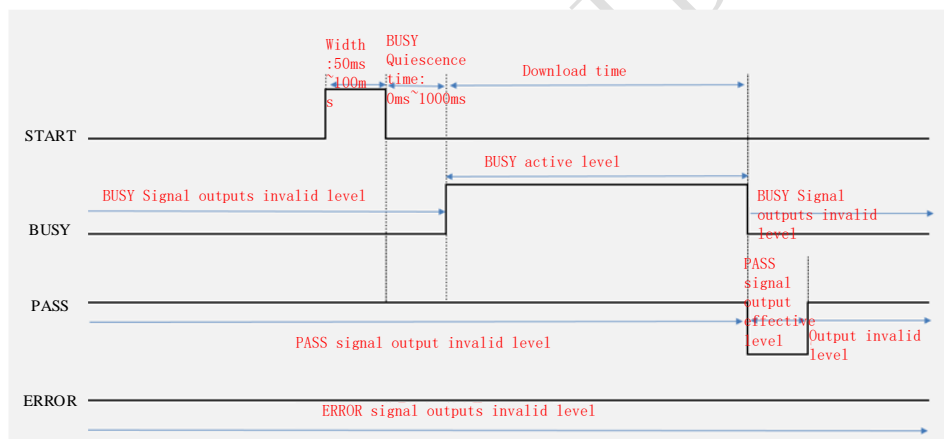 Width
:50ms
~100m
s
BUSY
Quiescence
time:
0ms~1000ms
Download time
START
BUSY active level
BUSY Signal outputs invalid level
BUSY Signal
outputs invalid
level
BUSY
PASS
signal
output
effective
level
PASS
Output invalid
level
PASS signal output invalid level
ERROR
ERROR signal outputs invalid level